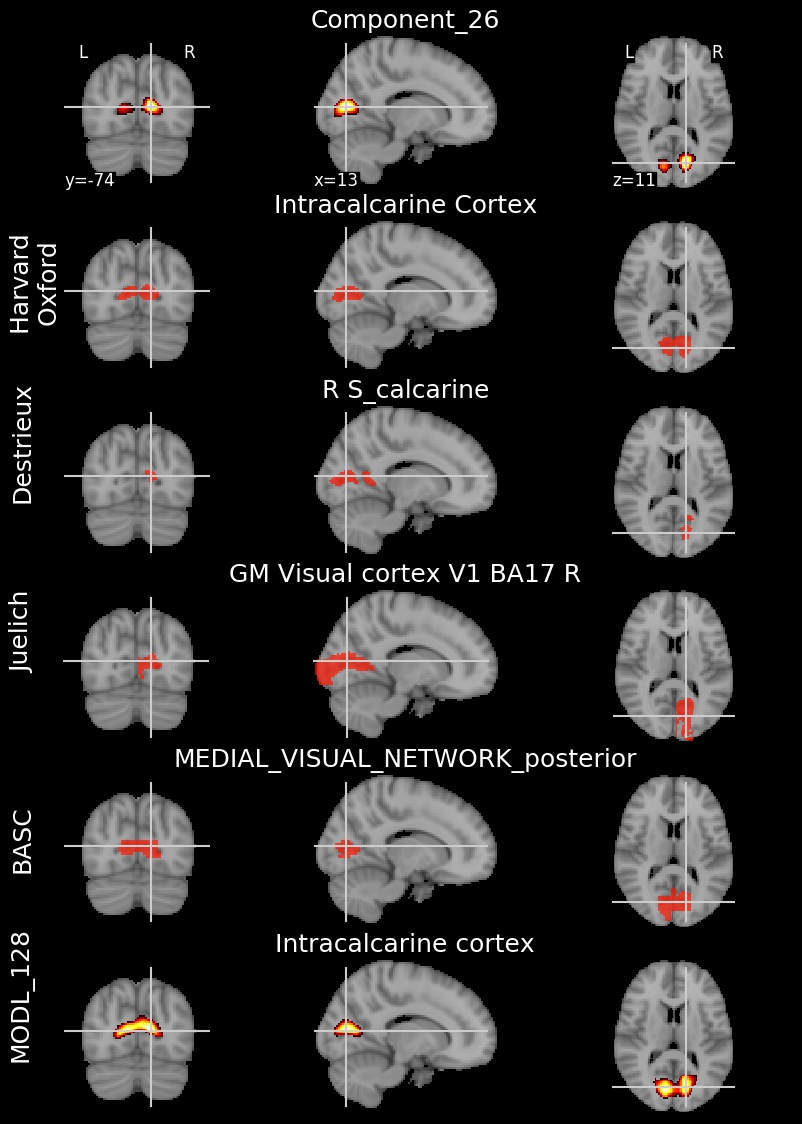 Component_26
L R L R
y=-74 x=13 z=11
Intracalcarine Cortex
Harvard
Oxford
R S_calcarine
Destrieux
GM Visual cortex V1 BA17 R
Juelich
MEDIAL_VISUAL_NETWORK_posterior
BASC
Intracalcarine cortex
MODL_128